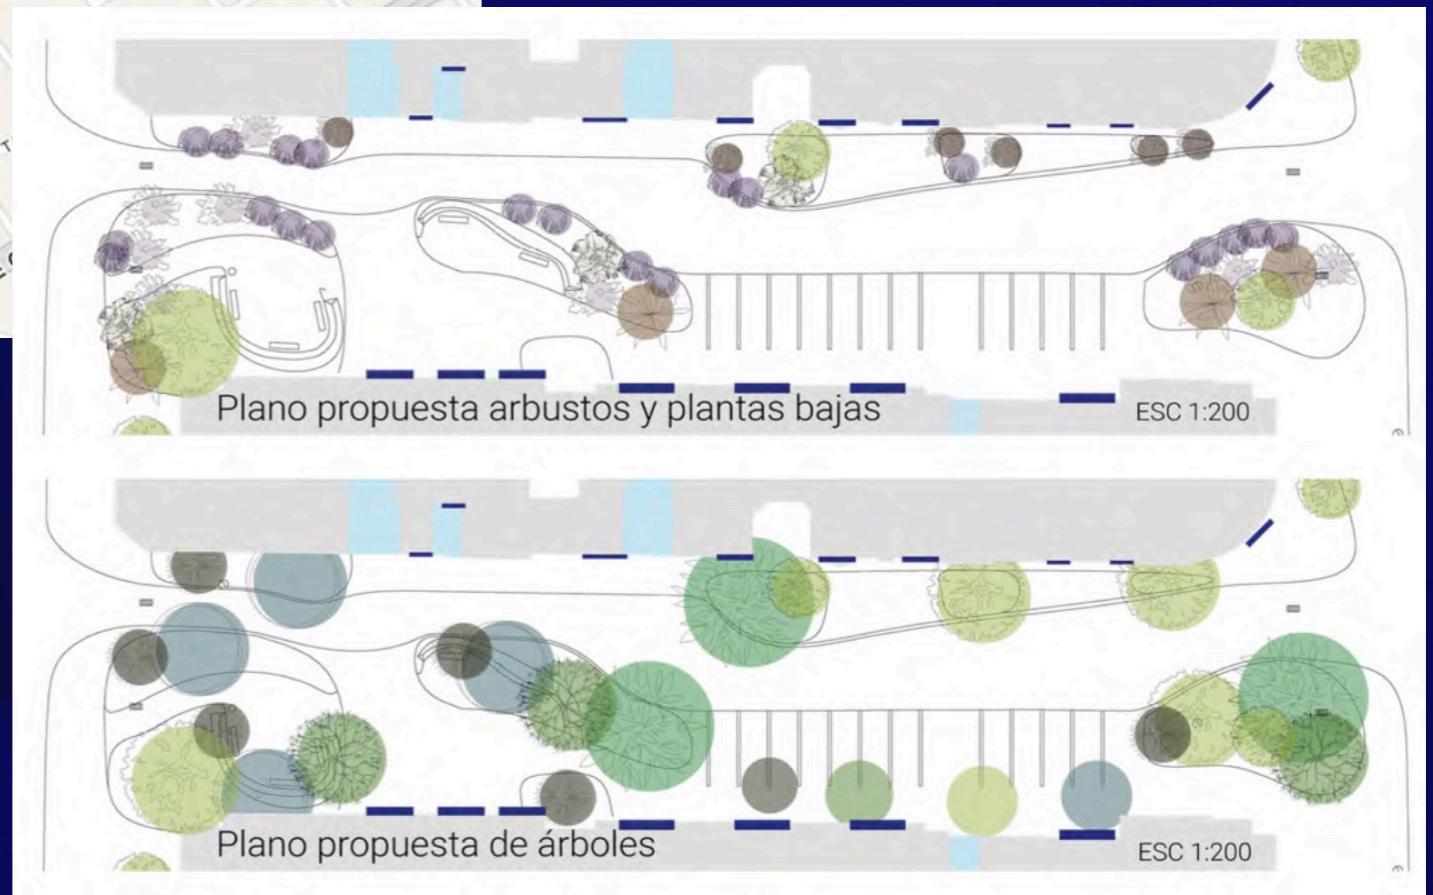 Plano propuesta arbustos y plantas bajas
ESC 1:200
Plano propuesta de árboles
ESC 1:200